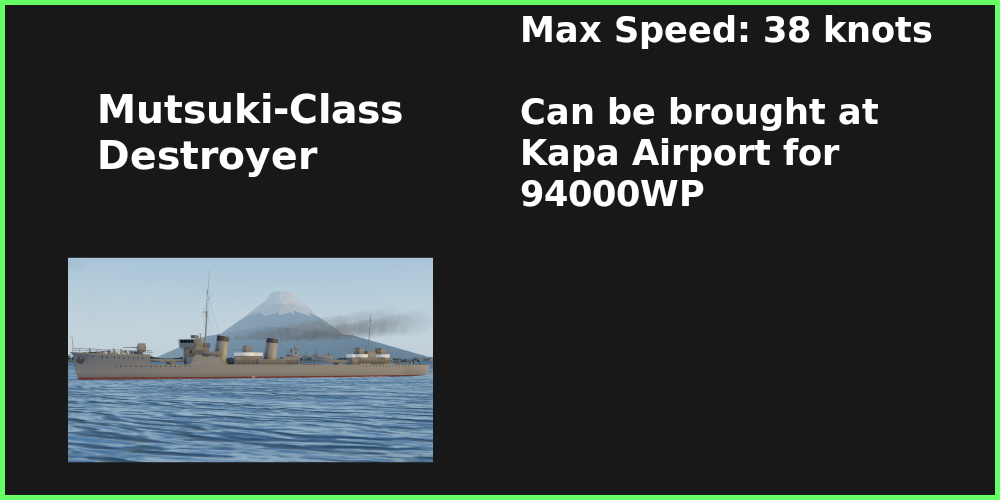 Mutsuki-Class
Destroyer
Max Speed: 38 knots
Can be brought at
Kapa Airport for
94000WP